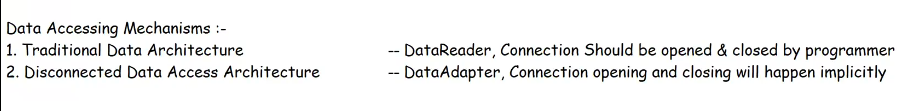 Data Accessing Mechanisms :-
1. Traditional Data Architecture -- DataReader, Connection Should be opened & closed by programmer
2. Disconnected Data Access Architecture -- DataAdapter, Connection opening and closing will happen implicitly